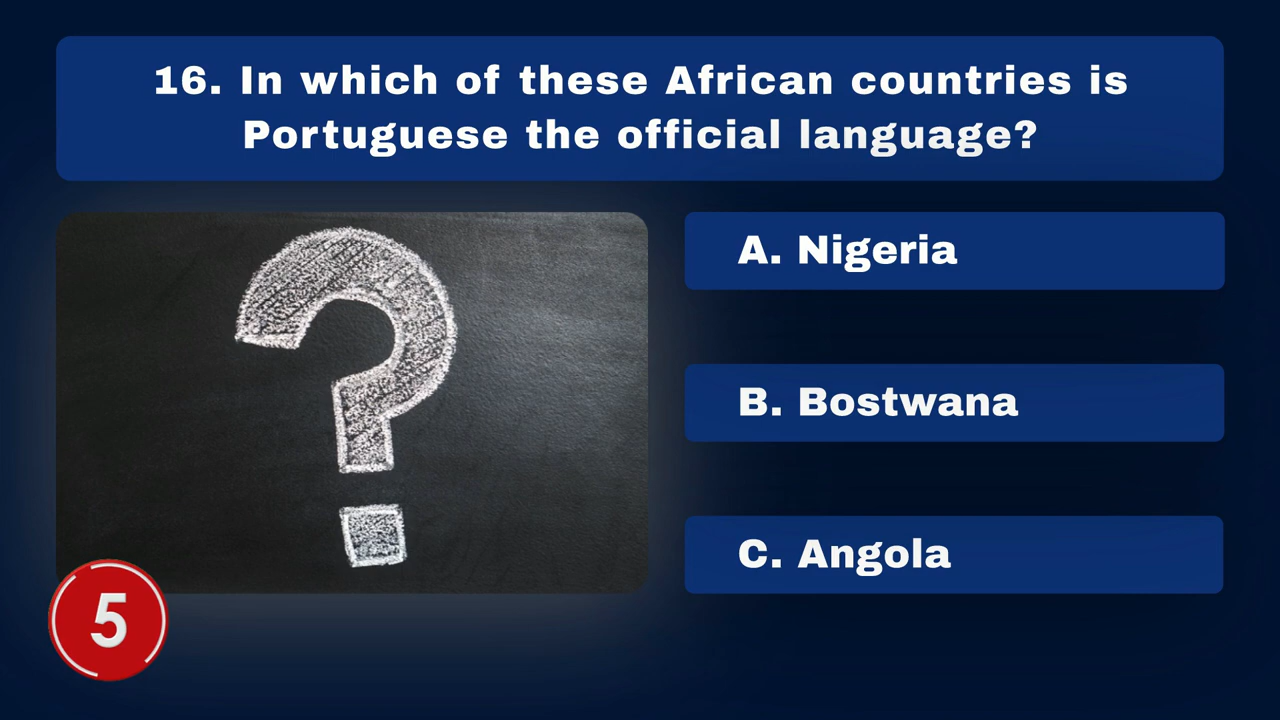 16. In which of these African countries is
Portuguese the official language?
A. Nigeria
B. Bostwana
C. Angola
5